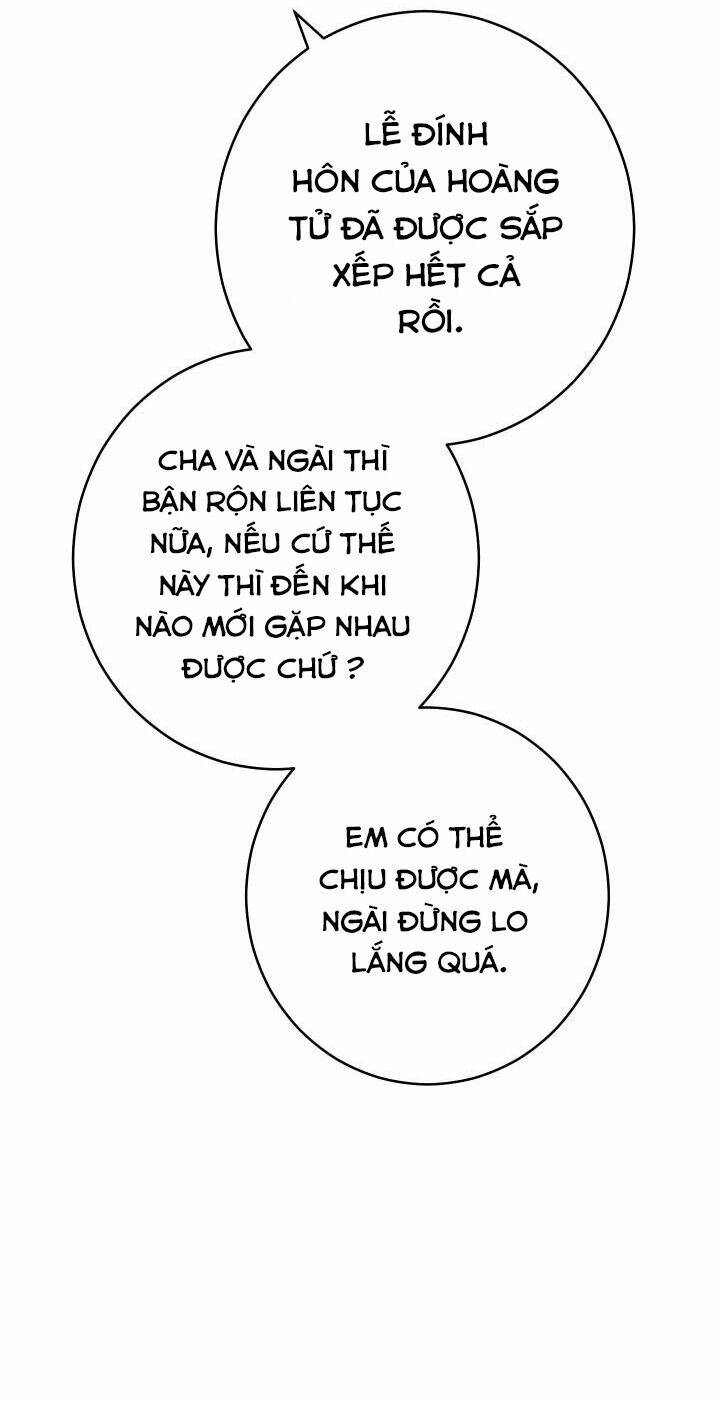 LỄ ĐÍNH
HÔN CỦA HOÀNG
TỬ ĐÃ ĐƯỢC SẮP
XẾP HẾT CẢ
RỒI.
CHA VÀ NGÀI THÌ
BẬN RỘN LIÊN TỤC
NỮA, NẾU CỨ THẾ
NÀY THÌ ĐẾN KHI
NÀO MỚI GẶP NHAU
ĐƯỢC CHỨ ?
EM CÓ THỂ
CHỊU ĐƯỢC MÀ,
NGÀI ĐỪNG LO
LẮNG QUÁ.